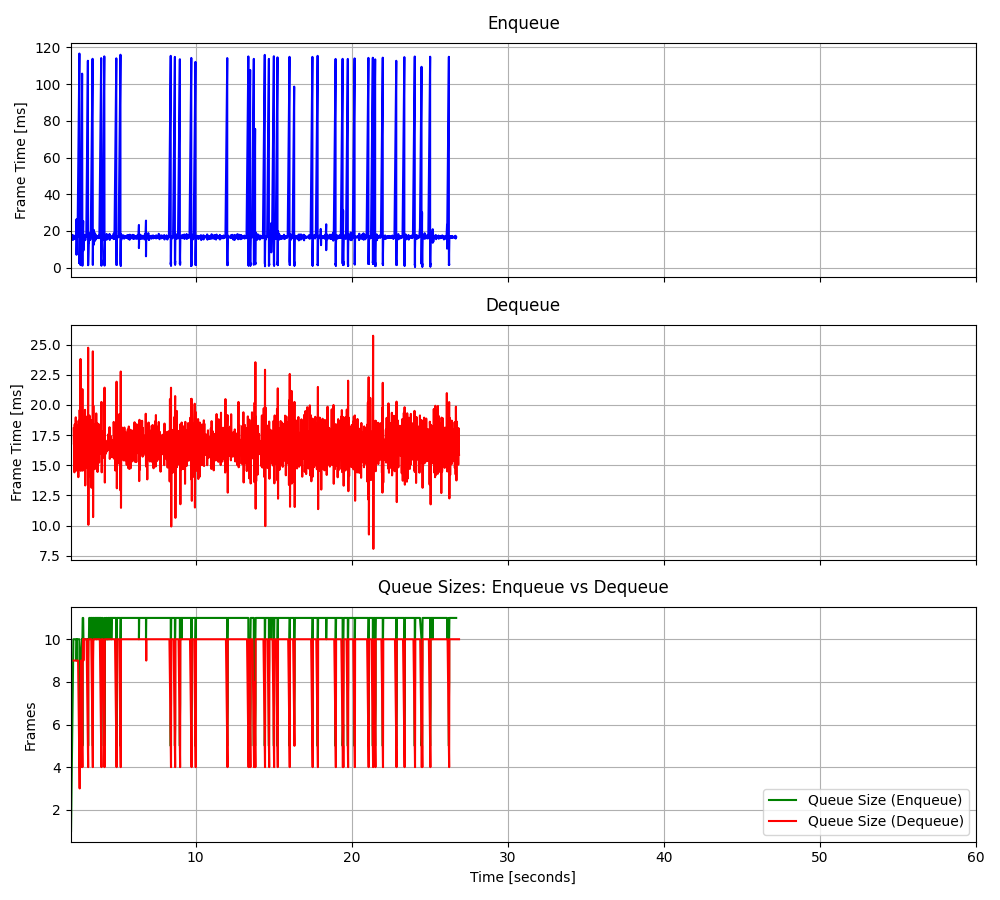 Enqueue
120
100
80
60
40
20
0
Frame Time [ms]
Dequeue
25.0
22.5
20.0
17.5
15.0
12.5
10.0
7.5
Frame Time [ms]
Queue Sizes: Enqueue vs Dequeue
10
8
6
4
2
Frames
Queue Size (Enqueue)
Queue Size (Dequeue)
10 20 30 40 50 60
Time [seconds]